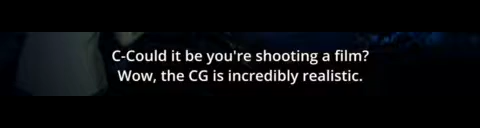 C-Could it be you're shooting a film?
Wow, the CG is incredibly realistic.